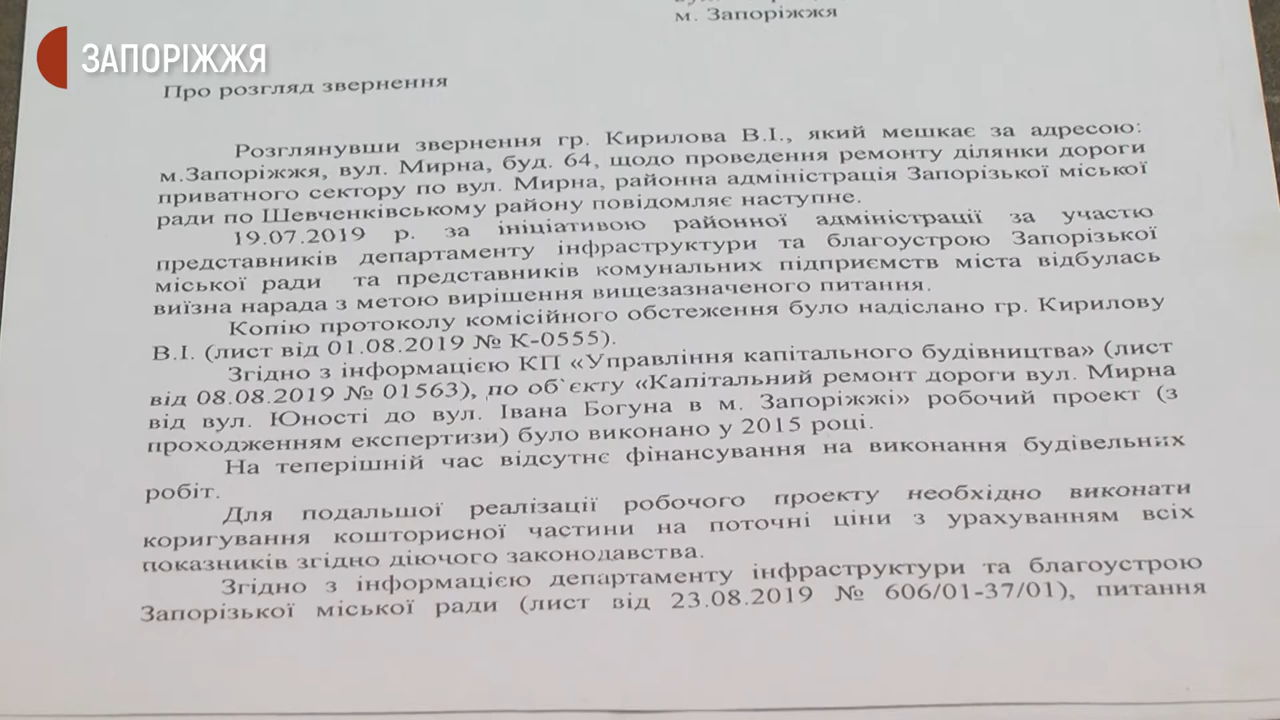 ЗАПОРІЖЖЯ
м. Запоріжжя
Про розгляд звернення
Розглянувши звернення гр. Кирилова В.І., який мешкає за адресою:
м.Запоріжжя, вул. Мирна, буд. 64, щодо проведення ремонту ділянки дороги
приватного сектору по вул. Мирна, районна адміністрація Запорізької міської
ради по Шевченківському району повідомляє наступне.
19.07.2019 р. за ініціативою районної адміністрації за участю
представників департаменту інфраструктури та благоустрою Запорізької
міської ради та представників комунальних підприємств міста відбулась
виїзна нарада з метою вирішення вищезазначеного питання.
Копію протоколу комісійного обстеження було надіслано гр. Кирилову
В.І. (лист від 01.08.2019 № К-0555).
Згідно з інформацією КП «Управління капітального будівництва» (лист
від 08.08.2019 № 01563), по об`єкту «Капітальний ремонт дороги вул. Мирна
від вул. Юності до вул. Івана Богуна в м. Запоріжжі» робочий проект (з
проходженням експертизи) було виконано у 2015 році.
На теперішній час відсутнє фінансування на виконання будівельних
робіт.
Для подальшої реалізації робочого проекту необхідно виконати
коригування кошторисної частини на поточні ціни з урахуванням всіх
показників згідно діючого законодавства.
Згідно з інформацією департаменту інфраструктури та благоустрою
Запорізької міської ради (лист від 23.08.2019 № 606/01-37/01), питання